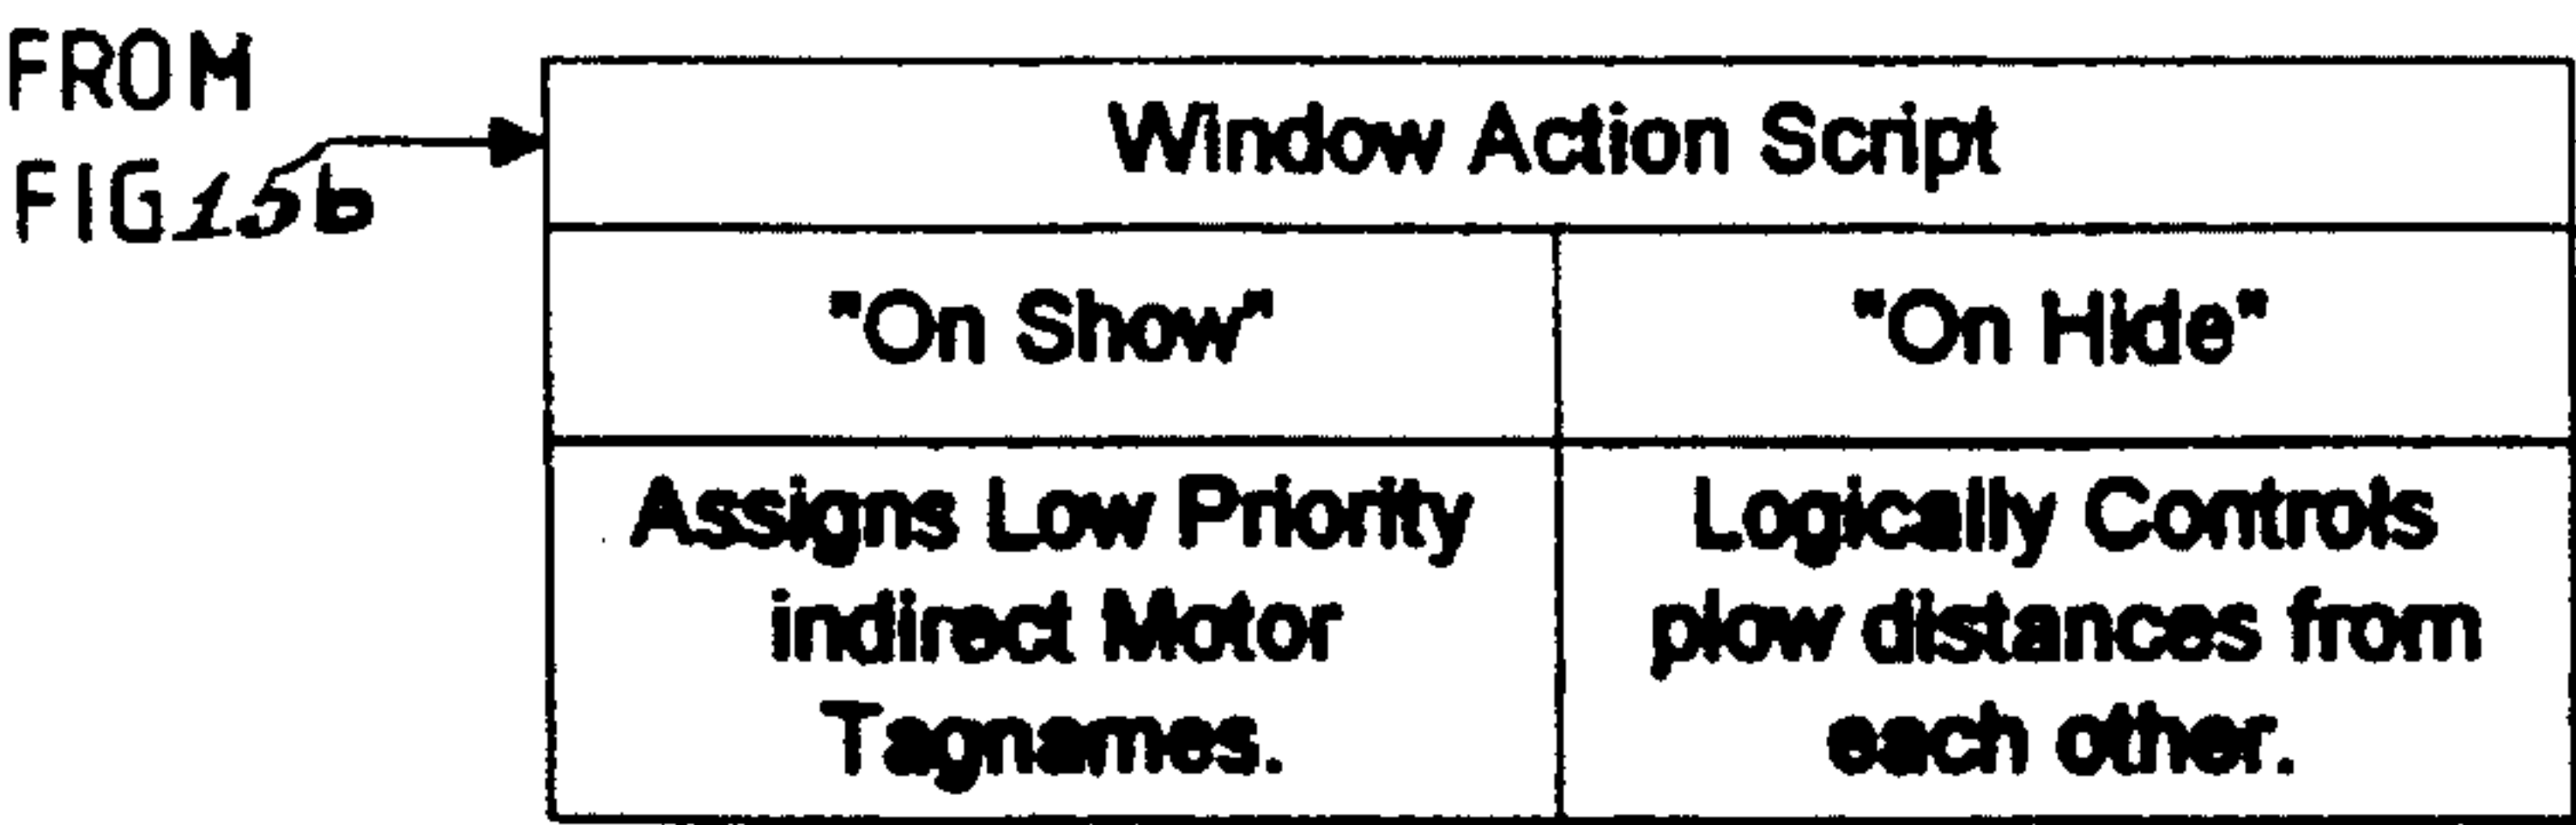 FROM
FIG 15b
Window Action Script
"On Show"
"On Hide"
Assigns Low Priority
indirect Motor
Tagnames.
Logically Controls
plow distances from
each other.